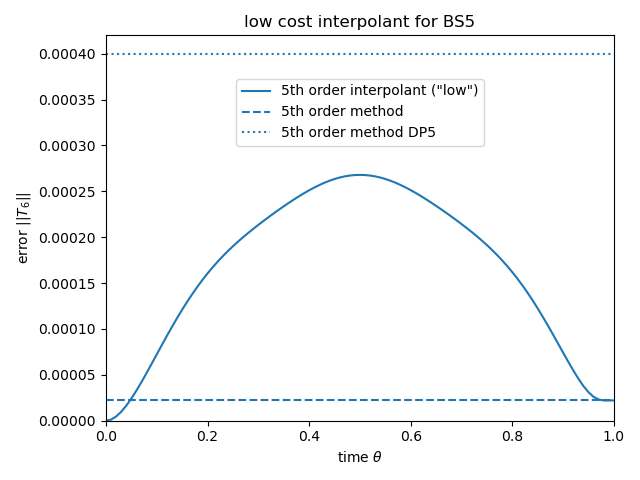 low cost interpolant for BS5
0.00040
0.00035
0.00030
0.00025
0.00020
0.00015
0.00010
0.00005
0.00000
error ||T₆||
5th order interpolant ("low")
5th order method
5th order method DP5
0.0 0.2 0.4 0.6 0.8 1.0
time θ